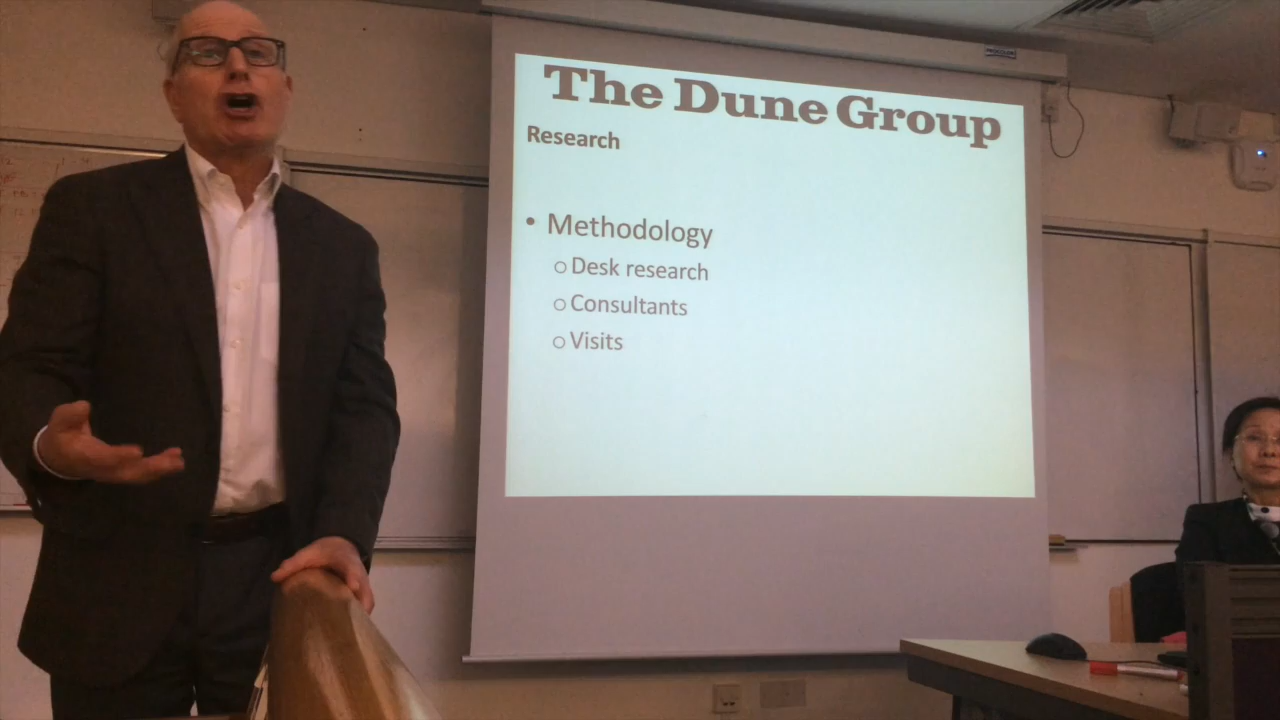 The Dune Group
Research
• Methodology
○ Desk research
○ Consultants
○ Visits